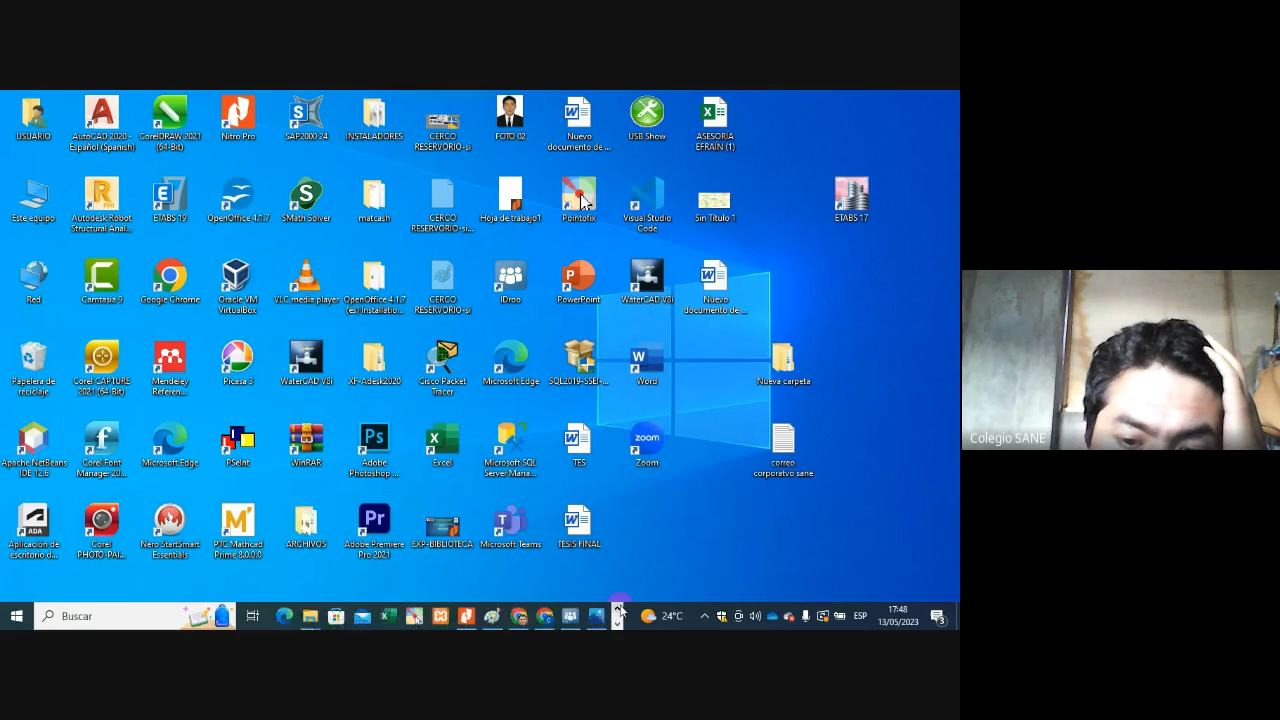 USUARIO
AutoCAD 2020 -
Español (Spanish)
CorelDRAW 2021
(64-Bit)
Nitro Pro
SAP2000 24
INSTALADORES
CERCO
RESERVORIO-si
FOTO 02
Nuevo
documento de ...
USB Show
ASESORÍA
EFRAÍN (1)
Este equipo
Autodesk Robot
Structural Anal...
ETABS 19
OpenOffice 4.1.7
SMath Solver
matcash
CERCO
RESERVORIO-si...
Hoja de trabajo1
Pointofix
Visual Studio
Code
Sin Título 1
ETABS 17
Red
Camtasia 9
Google Chrome
Oracle VM
VirtualBox
VLC media player
OpenOffice 4.1.7
(es) Installatio...
CERCO
RESERVORIO-si
IDroo
PowerPoint
WaterCAD V8i
Nuevo
documento de ...
Papelera de
reciclaje
Corel CAPTURE
2021 (64-Bit)
Mendeley
Referen...
Picasa 3
WaterCAD V8i
XF-Adesk2020
Cisco Packet
Tracer
Microsoft Edge
SQL2019-SSEI-...
Word
Nueva carpeta
Apache NetBeans
IDE 12.6
Corel Font
Manager 20...
Microsoft Edge
PSeInt
WinRAR
Adobe
Photoshop ...
Excel
Microsoft SQL
Server Mana...
TES
zoom
Zoom
correo
corporatvo sane
Aplicación de
escritorio d...
Corel
PHOTO-PAI...
Nero StartSmart
Essentials
PTC Mathcad
Prime 8.0.0.0
ARCHIVOS
Adobe Premiere
Pro 2021
EXP-BIBLIOTECA
Microsoft Teams
TESIS FINAL
Buscar
24°C
ESP
17:48
13/05/2023
3
Colegio SANE